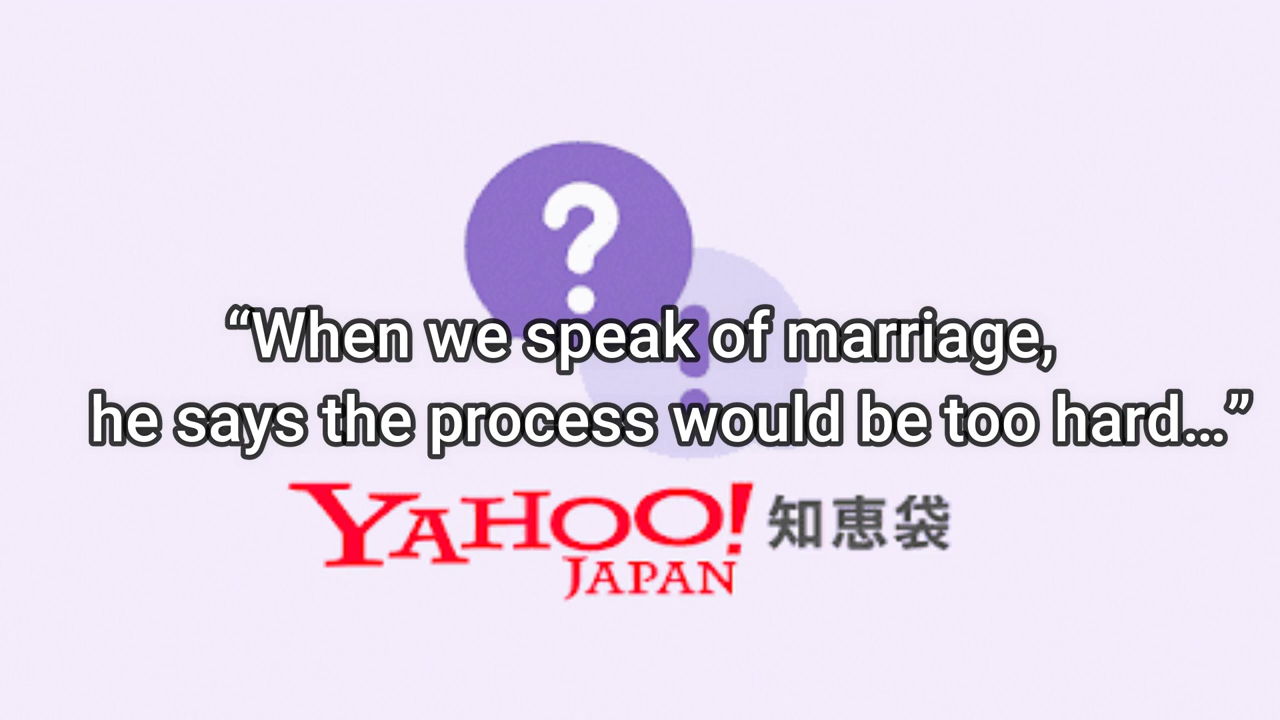 “When we speak of marriage,
he says the process would be too hard...”
YAHOO! 知恵袋
JAPAN